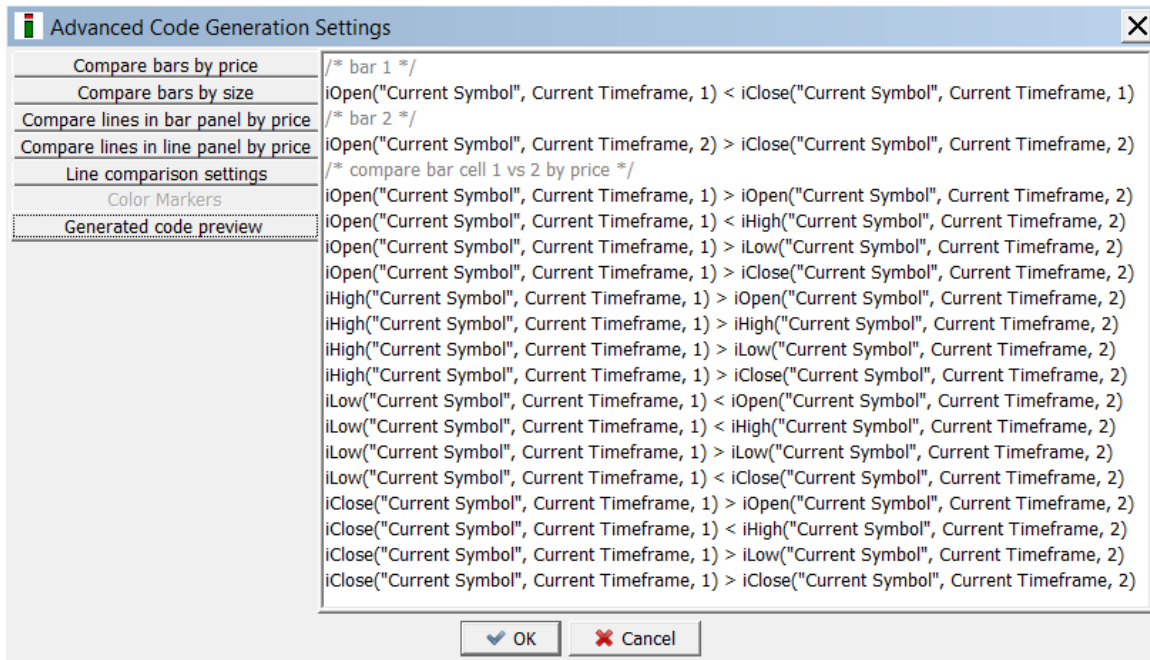 Advanced Code Generation Settings
Compare bars by price
Compare bars by size
Compare lines in bar panel by price
Compare lines in line panel by price
Line comparison settings
Color Markers
Generated code preview
/* bar 1 */
iOpen("Current Symbol", Current Timeframe, 1) < iClose("Current Symbol", Current Timeframe, 1)
/* bar 2 */
iOpen("Current Symbol", Current Timeframe, 2) > iClose("Current Symbol", Current Timeframe, 2)
/* compare bar cell 1 vs 2 by price */
iOpen("Current Symbol", Current Timeframe, 1) > iOpen("Current Symbol", Current Timeframe, 2)
iOpen("Current Symbol", Current Timeframe, 1) < iHigh("Current Symbol", Current Timeframe, 2)
iOpen("Current Symbol", Current Timeframe, 1) > iLow("Current Symbol", Current Timeframe, 2)
iOpen("Current Symbol", Current Timeframe, 1) > iClose("Current Symbol", Current Timeframe, 2)
iHigh("Current Symbol", Current Timeframe, 1) > iOpen("Current Symbol", Current Timeframe, 2)
iHigh("Current Symbol", Current Timeframe, 1) > iHigh("Current Symbol", Current Timeframe, 2)
iHigh("Current Symbol", Current Timeframe, 1) > iLow("Current Symbol", Current Timeframe, 2)
iHigh("Current Symbol", Current Timeframe, 1) > iClose("Current Symbol", Current Timeframe, 2)
iLow("Current Symbol", Current Timeframe, 1) < iOpen("Current Symbol", Current Timeframe, 2)
iLow("Current Symbol", Current Timeframe, 1) < iHigh("Current Symbol", Current Timeframe, 2)
iLow("Current Symbol", Current Timeframe, 1) > iLow("Current Symbol", Current Timeframe, 2)
iLow("Current Symbol", Current Timeframe, 1) < iClose("Current Symbol", Current Timeframe, 2)
iClose("Current Symbol", Current Timeframe, 1) > iOpen("Current Symbol", Current Timeframe, 2)
iClose("Current Symbol", Current Timeframe, 1) < iHigh("Current Symbol", Current Timeframe, 2)
iClose("Current Symbol", Current Timeframe, 1) > iLow("Current Symbol", Current Timeframe, 2)
iClose("Current Symbol", Current Timeframe, 1) > iClose("Current Symbol", Current Timeframe, 2)
OK
Cancel